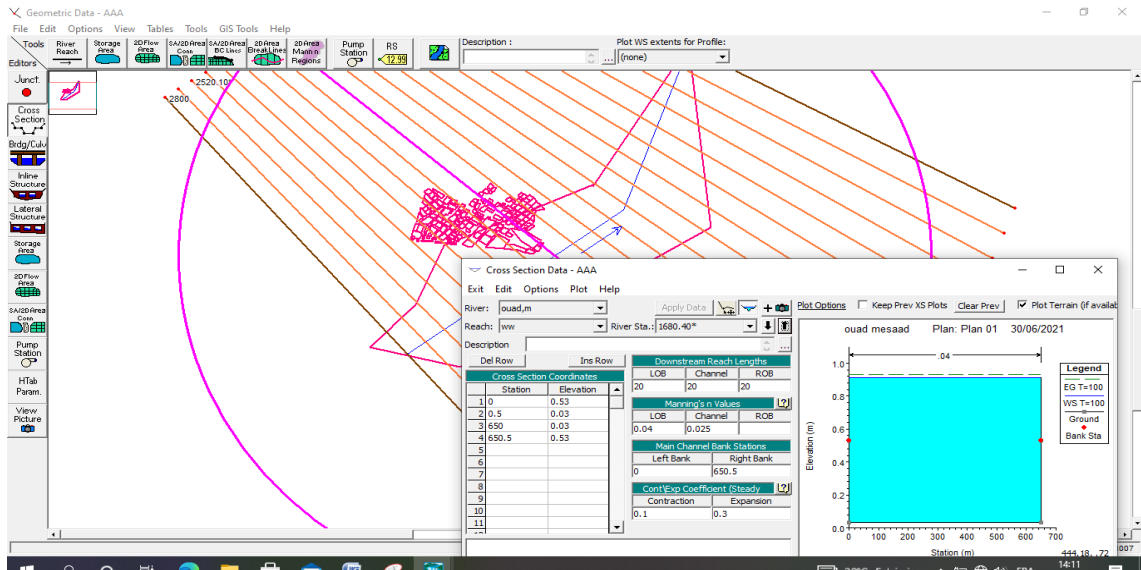 Geometric Data - AAA
File Edit Options View Tables Tools GIS Tools Help
Tools
Editors
River
Reach
Storage
Area
2D Flow
Area
SA/2D Area
Conn
SA/2D Area
BC Lines
2D Area
BreakLines
2D Area
Mann n
Regions
Pump
Station
RS
12.99
Description :
...
Plot WS extents for Profile:
(none)
Junct.
Cross
Section
Brdg/Culv
Inline
Structure
Lateral
Structure
Storage
Area
2D Flow
Area
SA/2D Area
Conn
Pump
Station
HTab
Param.
View
Picture
2520.10*
2800
Cross Section Data - AAA
Exit Edit Options Plot Help
River: ouad,m
Apply Data
Reach: ww
River Sta.: 1680.40*
Description
...
Del Row
Ins Row
Cross Section Coordinates
Station Elevation
1 0 0.53
2 0.5 0.03
3 650 0.03
4 650.5 0.53
5
6
7
8
9
10
11
Downstream Reach Lengths
LOB Channel ROB
20 20 20
Manning's n Values
LOB Channel ROB
0.04 0.025
Main Channel Bank Stations
Left Bank Right Bank
0 650.5
Cont\Exp Coefficient (Steady
Contraction Expansion
0.1 0.3
Plot Options
Keep Prev XS Plots
Clear Prev
Plot Terrain (if availab
ouad mesaad Plan: Plan 01 30/06/2021
.04
1.0
0.8
0.6
0.4
0.2
0.0
Elevation (m)
0 100 200 300 400 500 600 700
Station (m)
Legend
EG T=100
WS T=100
Ground
Bank Sta
14:11